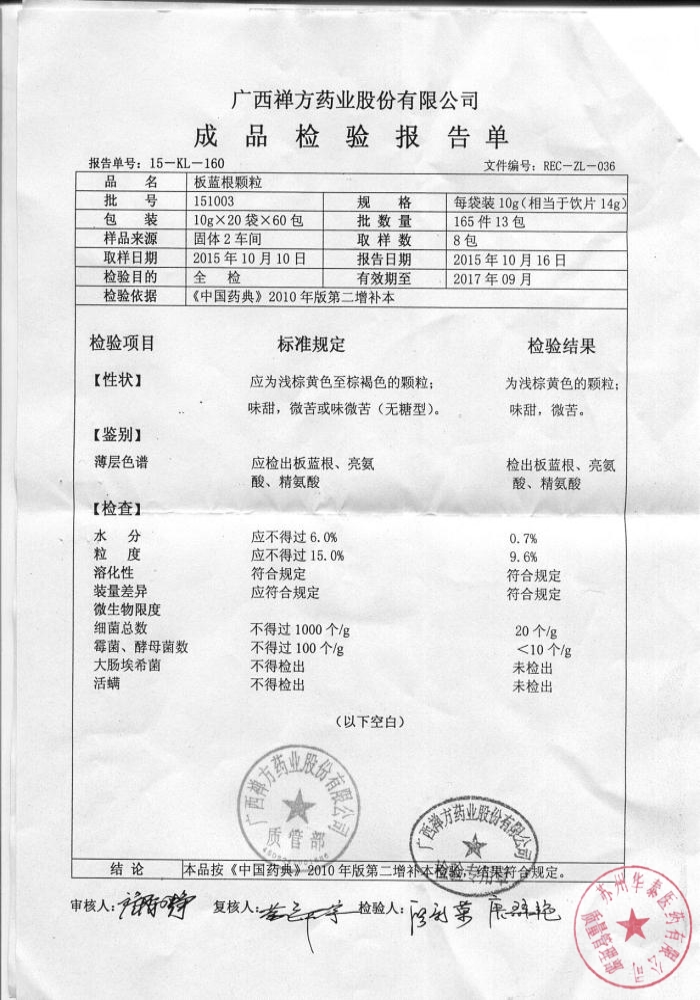 广西禅方药业股份有限公司
成品检验报告单
报告单号：15-KL-160 文件编号：REC-ZL-036
品 名 板蓝根颗粒
批 号 151003 规 格 每袋装10g(相当于饮片14g)
包 装 10g×20袋×60包 批数量 165件13包
样品来源 固体2车间 取样数 8包
取样日期 2015年10月10日 报告日期 2015年10月16日
检验目的 全 检 有效期至 2017年09月
检验依据 《中国药典》2010年版第二增补本
检验项目 标准规定 检验结果
【性状】 应为浅棕黄色至棕褐色的颗粒； 为浅棕黄色的颗粒；
味甜，微苦或味微苦（无糖型）。 味甜，微苦。
【鉴别】
薄层色谱 应检出板蓝根、亮氨 检出板蓝根、亮氨
酸、精氨酸 酸、精氨酸
【检查】
水 分 应不得过6.0% 0.7%
粒 度 应不得过15.0% 9.6%
溶化性 符合规定 符合规定
装量差异 应符合规定 符合规定
微生物限度
细菌总数 不得过1000个/g 20个/g
霉菌、酵母菌数 不得过100个/g ＜10个/g
大肠埃希菌 不得检出 未检出
活螨 不得检出 未检出
（以下空白）
广西禅方药业股份有限公司
质管部
广西禅方药业股份有限公司
结 论 本品按《中国药典》2010年版第二增补本检验，结果符合规定。
审核人： 复核人： 检验人：
苏州华泰医药有限公司
质量管理部